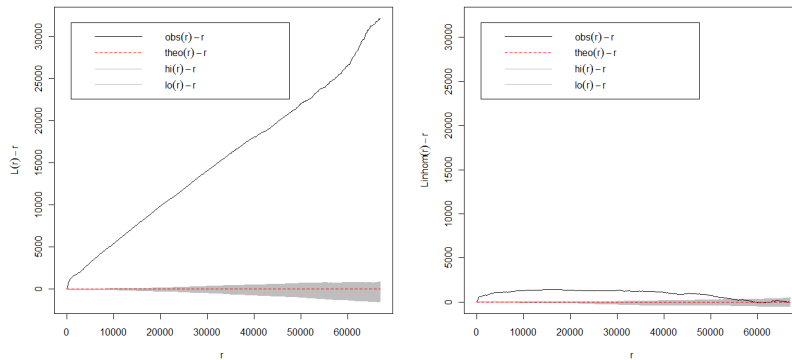 obs(r) − r
theo(r) − r
hi(r) − r
lo(r) − r
L(r) − r
0 5000 10000 15000 20000 25000 30000
0 10000 20000 30000 40000 50000 60000
r
obs(r) − r
theo(r) − r
hi(r) − r
lo(r) − r
Linhom(r) − r
0 5000 10000 15000 20000 25000 30000
0 10000 20000 30000 40000 50000 60000
r